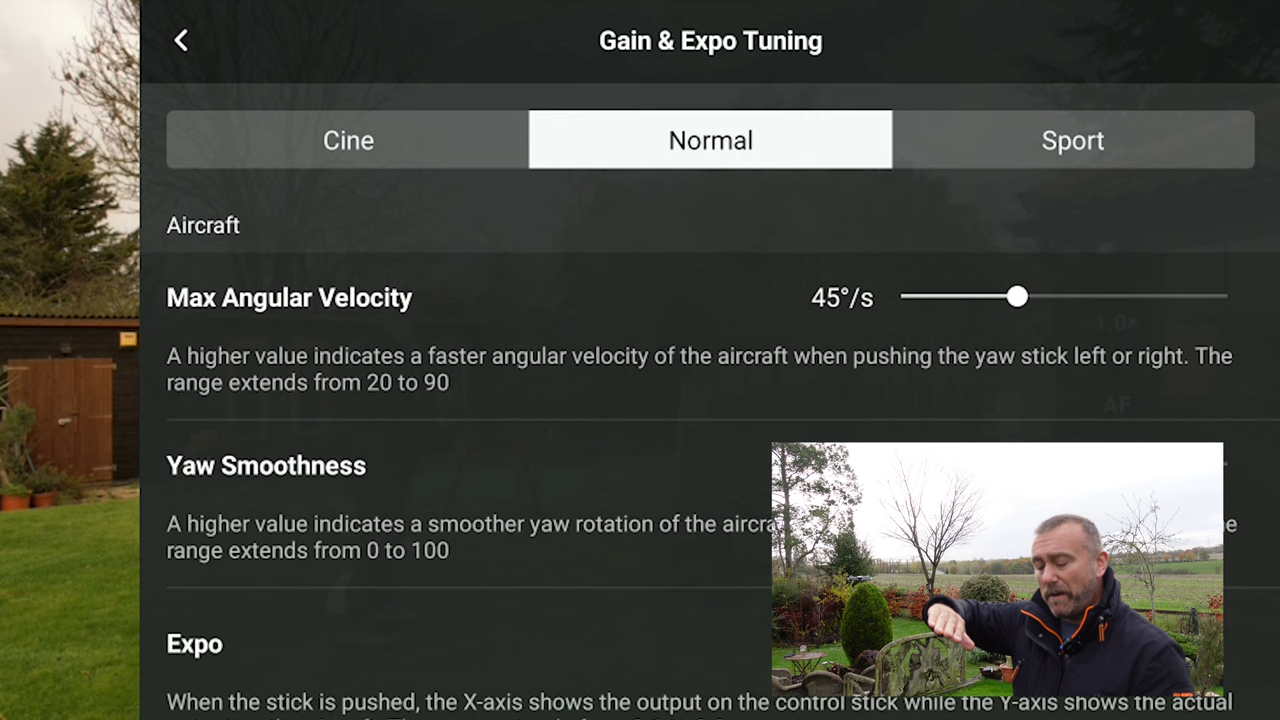 Gain & Expo Tuning
Cine Normal Sport
Aircraft
Max Angular Velocity 45°/s
1.0×
A higher value indicates a faster angular velocity of the aircraft when pushing the yaw stick left or right. The
range extends from 20 to 90
AF
Yaw Smoothness
A higher value indicates a smoother yaw rotation of the
range extends from 0 to 100
Expo
When the stick is pushed, the X-axis shows the output on the control stick while the Y-axis shows the actual